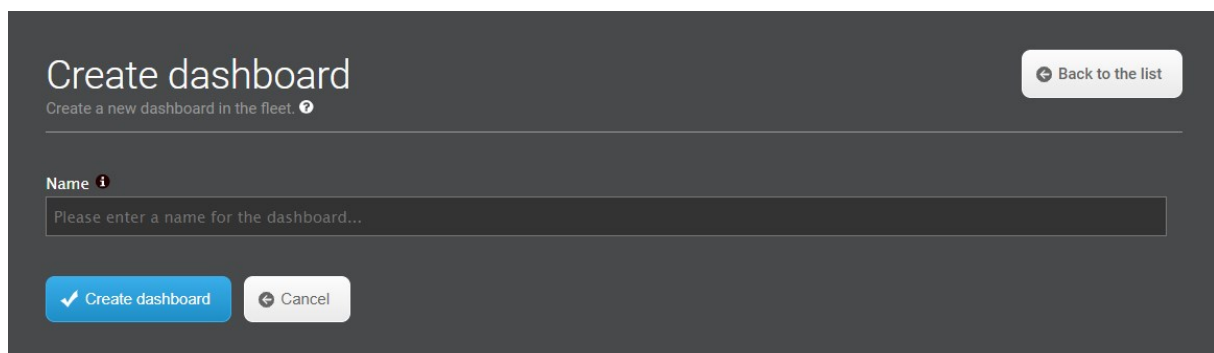 Create dashboard
Back to the list
Create a new dashboard in the fleet.
Name
Please enter a name for the dashboard...
Create dashboard
Cancel